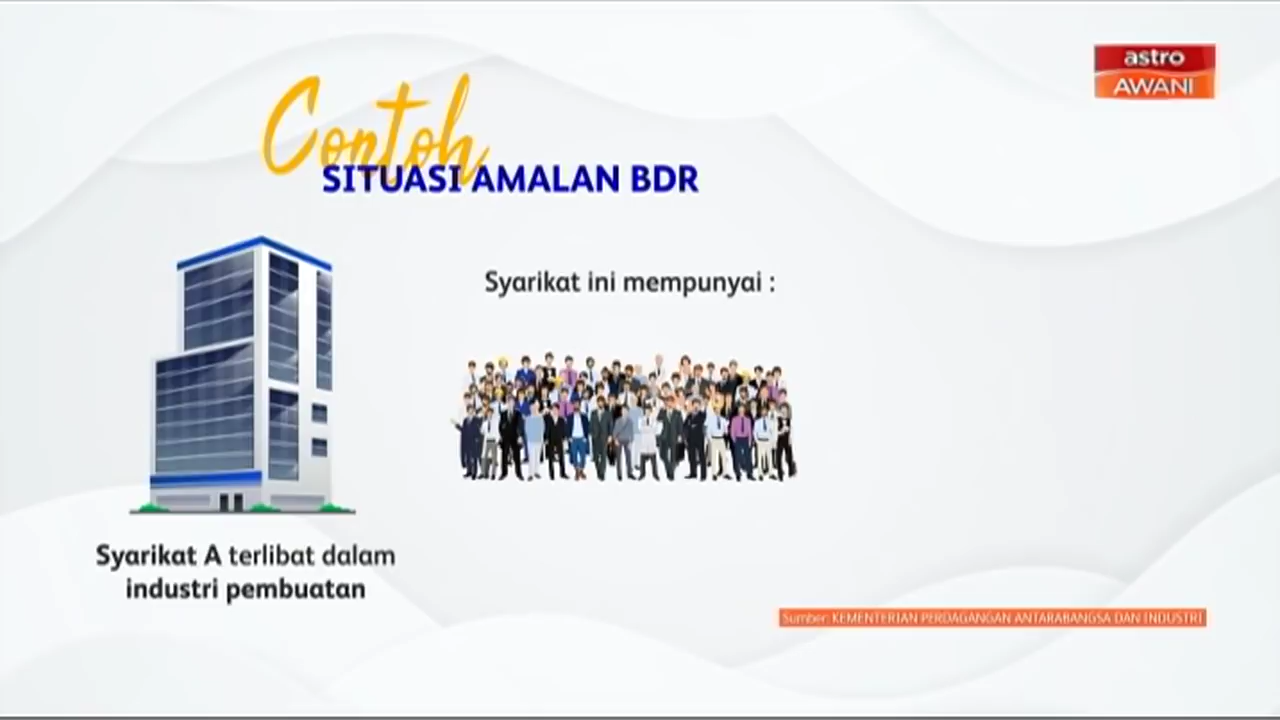 astro
AWANI
Contoh
SITUASI AMALAN BDR
Syarikat ini mempunyai :
Syarikat A terlibat dalam
industri pembuatan
Sumber: KEMENTERIAN PERDAGANGAN ANTARABANGSA DAN INDUSTRI